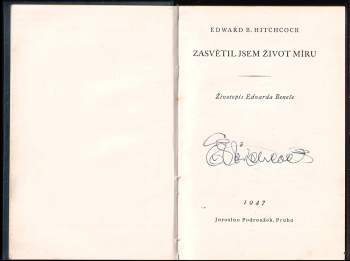 EDWARD B. HITCHCOCK
ZASVĚTIL JSEM ŽIVOT MÍRU
Životopis Edvarda Beneše
1947
Jaroslav Podroužek, Praha